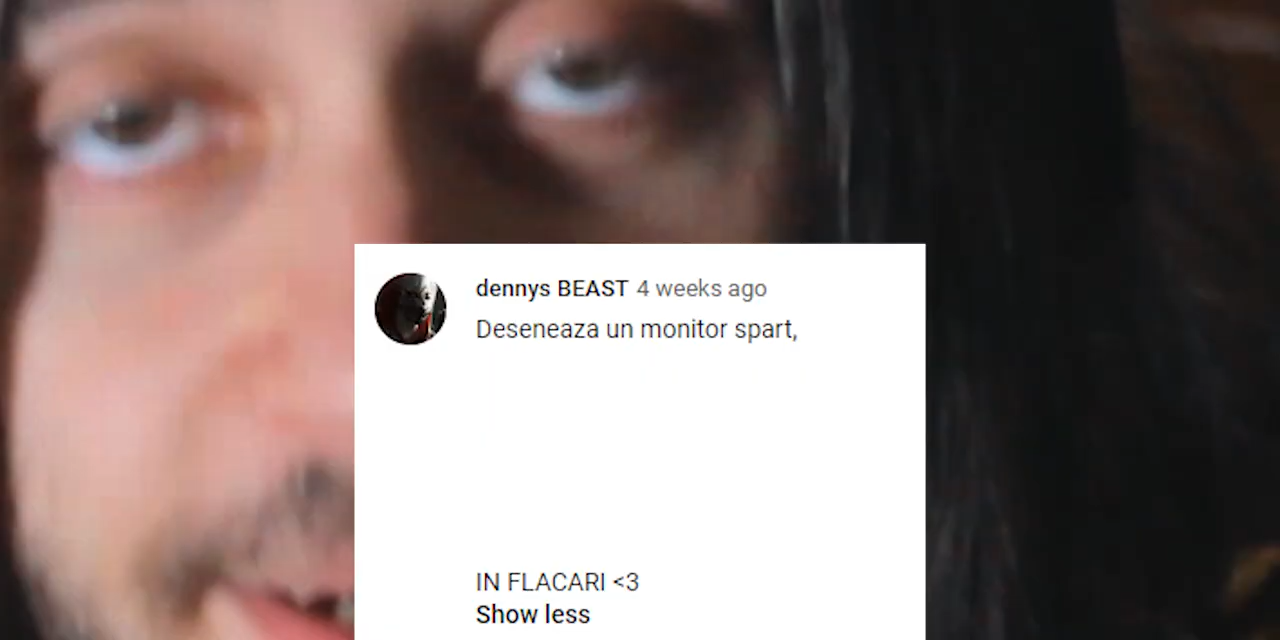 dennys BEAST 4 weeks ago
Deseneaza un monitor spart,
IN FLACARI <3
Show less